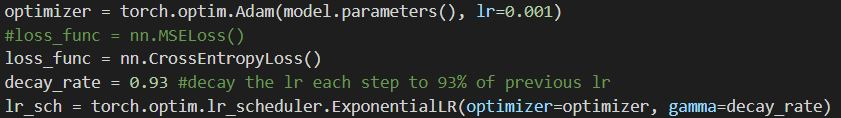 optimizer = torch.optim.Adam(model.parameters(), lr=0.001)
#loss_func = nn.MSELoss()
loss_func = nn.CrossEntropyLoss()
decay_rate = 0.93 #decay the lr each step to 93% of previous lr
lr_sch = torch.optim.lr_scheduler.ExponentialLR(optimizer=optimizer, gamma=decay_rate)